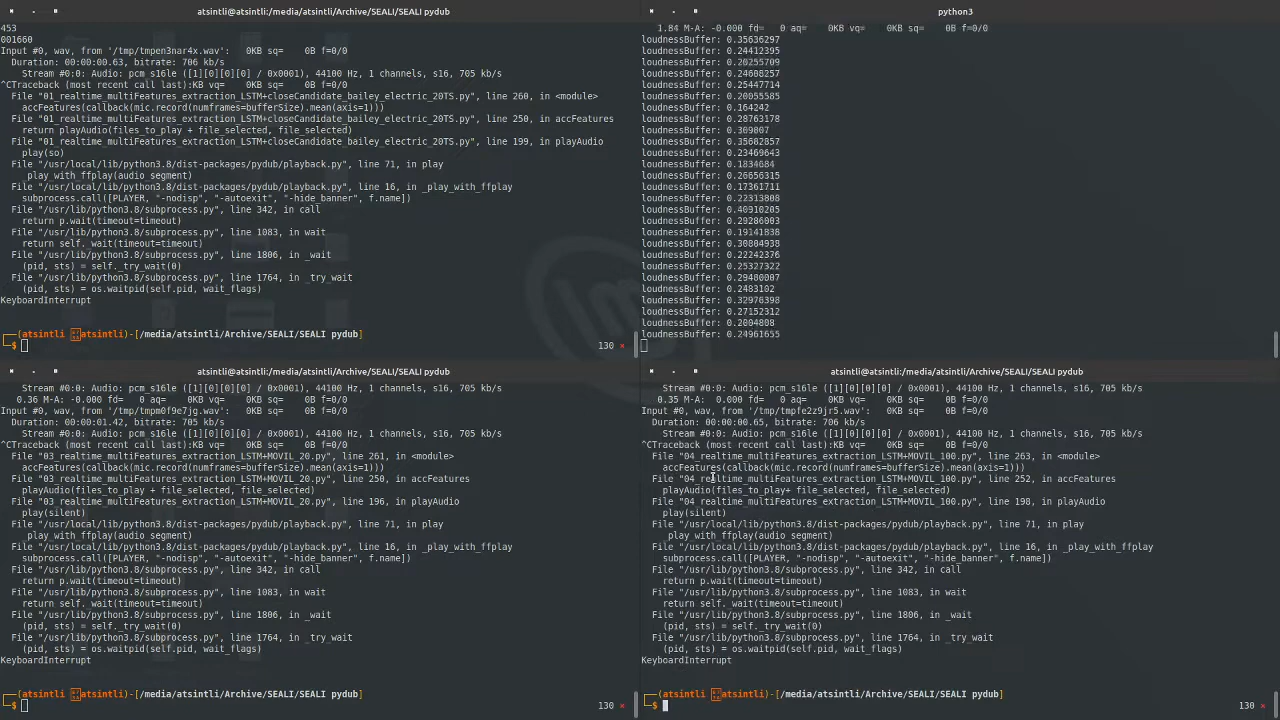 atsintli@atsintli:/media/atsintli/Archive/SEALI/SEALI pydub
453
001660
Input #0, wav, from '/tmp/tmpen3nar4x.wav':   0KB sq=    0B f=0/0
Duration: 00:00:00.63, bitrate: 706 kb/s
Stream #0:0: Audio: pcm_s16le ([1][0][0][0] / 0x0001), 44100 Hz, 1 channels, s16, 705 kb/s
^CTraceback (most recent call last):KB vq=    0KB sq=    0B f=0/0
File "01_realtime_multiFeatures_extraction_LSTM+closeCandidate_bailey_electric_20TS.py", line 260, in <module>
accFeatures(callback(mic.record(numframes=bufferSize).mean(axis=1)))
File "01_realtime_multiFeatures_extraction_LSTM+closeCandidate_bailey_electric_20TS.py", line 250, in accFeatures
return playAudio(files_to_play + file_selected, file_selected)
File "01_realtime_multiFeatures_extraction_LSTM+closeCandidate_bailey_electric_20TS.py", line 199, in playAudio
play(so)
File "/usr/local/lib/python3.8/dist-packages/pydub/playback.py", line 71, in play
_play_with_ffplay(audio_segment)
File "/usr/local/lib/python3.8/dist-packages/pydub/playback.py", line 16, in _play_with_ffplay
subprocess.call([PLAYER, "-nodisp", "-autoexit", "-hide_banner", f.name])
File "/usr/lib/python3.8/subprocess.py", line 342, in call
return p.wait(timeout=timeout)
File "/usr/lib/python3.8/subprocess.py", line 1083, in wait
return self._wait(timeout=timeout)
File "/usr/lib/python3.8/subprocess.py", line 1806, in _wait
(pid, sts) = self._try_wait(0)
File "/usr/lib/python3.8/subprocess.py", line 1764, in _try_wait
(pid, sts) = os.waitpid(self.pid, wait_flags)
KeyboardInterrupt
(atsintli atsintli)-[/media/atsintli/Archive/SEALI/SEALI pydub]
$ 130 ×
python3
1.84 M-A: -0.000 fd=   0 aq=    0KB vq=    0KB sq=    0B f=0/0
loudnessBuffer: 0.35636297
loudnessBuffer: 0.24412395
loudnessBuffer: 0.20255709
loudnessBuffer: 0.24608257
loudnessBuffer: 0.25447714
loudnessBuffer: 0.20055585
loudnessBuffer: 0.164242
loudnessBuffer: 0.28763178
loudnessBuffer: 0.309007
loudnessBuffer: 0.35682827
loudnessBuffer: 0.23469643
loudnessBuffer: 0.1834684
loudnessBuffer: 0.26656315
loudnessBuffer: 0.17361711
loudnessBuffer: 0.22313808
loudnessBuffer: 0.40910205
loudnessBuffer: 0.29286003
loudnessBuffer: 0.19141838
loudnessBuffer: 0.30804938
loudnessBuffer: 0.22242376
loudnessBuffer: 0.25327322
loudnessBuffer: 0.29480007
loudnessBuffer: 0.2483102
loudnessBuffer: 0.32970398
loudnessBuffer: 0.27152312
loudnessBuffer: 0.2094808
loudnessBuffer: 0.24961655
atsintli@atsintli:/media/atsintli/Archive/SEALI/SEALI pydub
Stream #0:0: Audio: pcm_s16le ([1][0][0][0] / 0x0001), 44100 Hz, 1 channels, s16, 705 kb/s
0.36 M-A: -0.000 fd=   0 aq=    0KB vq=    0KB sq=    0B f=0/0
Input #0, wav, from '/tmp/tmpm0f9e7jg.wav':   0KB sq=    0B f=0/0
Duration: 00:00:01.42, bitrate: 705 kb/s
Stream #0:0: Audio: pcm_s16le ([1][0][0][0] / 0x0001), 44100 Hz, 1 channels, s16, 705 kb/s
^CTraceback (most recent call last):KB vq=    0KB sq=    0B f=0/0
File "03_realtime_multiFeatures_extraction_LSTM+MOVIL_20.py", line 261, in <module>
accFeatures(callback(mic.record(numframes=bufferSize).mean(axis=1)))
File "03_realtime_multiFeatures_extraction_LSTM+MOVIL_20.py", line 250, in accFeatures
playAudio(files_to_play + file_selected, file_selected)
File "03_realtime_multiFeatures_extraction_LSTM+MOVIL_20.py", line 196, in playAudio
play(silent)
File "/usr/local/lib/python3.8/dist-packages/pydub/playback.py", line 71, in play
_play_with_ffplay(audio_segment)
File "/usr/local/lib/python3.8/dist-packages/pydub/playback.py", line 16, in _play_with_ffplay
subprocess.call([PLAYER, "-nodisp", "-autoexit", "-hide_banner", f.name])
File "/usr/lib/python3.8/subprocess.py", line 342, in call
return p.wait(timeout=timeout)
File "/usr/lib/python3.8/subprocess.py", line 1083, in wait
return self._wait(timeout=timeout)
File "/usr/lib/python3.8/subprocess.py", line 1806, in _wait
(pid, sts) = self._try_wait(0)
File "/usr/lib/python3.8/subprocess.py", line 1764, in _try_wait
(pid, sts) = os.waitpid(self.pid, wait_flags)
KeyboardInterrupt
(atsintli atsintli)-[/media/atsintli/Archive/SEALI/SEALI pydub]
$ 130 ×
atsintli@atsintli:/media/atsintli/Archive/SEALI/SEALI pydub
Stream #0:0: Audio: pcm_s16le ([1][0][0][0] / 0x0001), 44100 Hz, 1 channels, s16, 705 kb/s
0.35 M-A:  0.000 fd=   0 aq=    0KB vq=    0KB sq=    0B f=0/0
Input #0, wav, from '/tmp/tmpfe2z9jr5.wav':   0KB sq=    0B f=0/0
Duration: 00:00:00.65, bitrate: 706 kb/s
Stream #0:0: Audio: pcm_s16le ([1][0][0][0] / 0x0001), 44100 Hz, 1 channels, s16, 705 kb/s
^CTraceback (most recent call last):KB vq=    0KB sq=    0B f=0/0
File "04_realtime_multiFeatures_extraction_LSTM+MOVIL_100.py", line 263, in <module>
accFeatures(callback(mic.record(numframes=bufferSize).mean(axis=1)))
File "04_realtime_multiFeatures_extraction_LSTM+MOVIL_100.py", line 252, in accFeatures
playAudio(files_to_play+ file_selected, file_selected)
File "04_realtime_multiFeatures_extraction_LSTM+MOVIL_100.py", line 198, in playAudio
play(silent)
File "/usr/local/lib/python3.8/dist-packages/pydub/playback.py", line 71, in play
_play_with_ffplay(audio_segment)
File "/usr/local/lib/python3.8/dist-packages/pydub/playback.py", line 16, in _play_with_ffplay
subprocess.call([PLAYER, "-nodisp", "-autoexit", "-hide_banner", f.name])
File "/usr/lib/python3.8/subprocess.py", line 342, in call
return p.wait(timeout=timeout)
File "/usr/lib/python3.8/subprocess.py", line 1083, in wait
return self._wait(timeout=timeout)
File "/usr/lib/python3.8/subprocess.py", line 1806, in _wait
(pid, sts) = self._try_wait(0)
File "/usr/lib/python3.8/subprocess.py", line 1764, in _try_wait
(pid, sts) = os.waitpid(self.pid, wait_flags)
KeyboardInterrupt
(atsintli atsintli)-[/media/atsintli/Archive/SEALI/SEALI pydub]
$ 130 ×